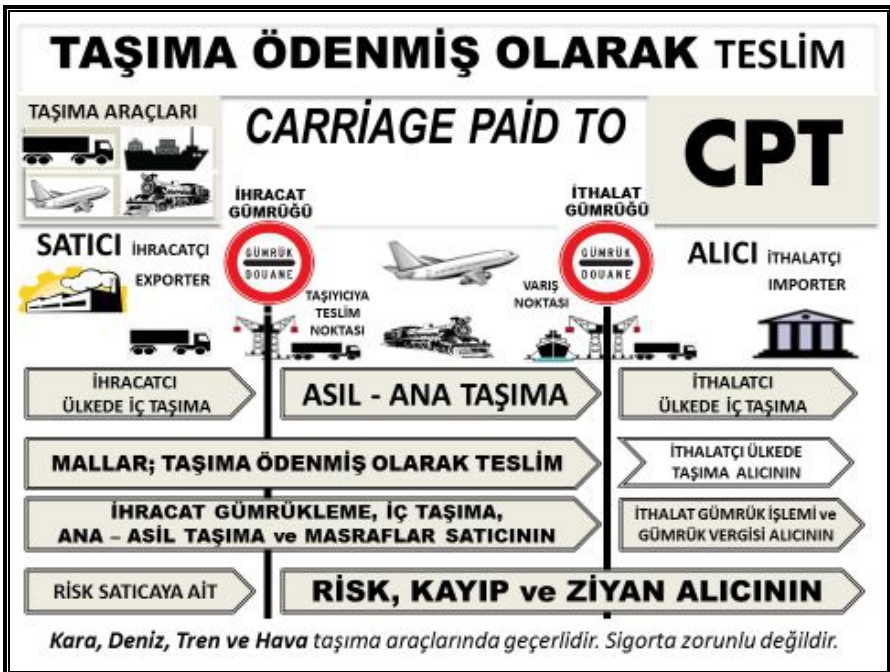 TAŞIMA ÖDENMİŞ OLARAK TESLİM
TAŞIMA ARAÇLARI
CARRİAGE PAİD TO
CPT
İHRACAT
GÜMRÜĞÜ
İTHALAT
GÜMRÜĞÜ
SATICI İHRACATÇI
EXPORTER
GÜMRÜK
DOUANE
GÜMRÜK
DOUANE
ALICI İTHALATÇI
IMPORTER
TAŞIYICIYA
TESLİM
NOKTASI
VARIŞ
NOKTASI
İHRACATCI
ÜLKEDE İÇ TAŞIMA
ASIL - ANA TAŞIMA
İTHALATCI
ÜLKEDE İÇ TAŞIMA
MALLAR; TAŞIMA ÖDENMİŞ OLARAK TESLİM
İTHALATÇI ÜLKEDE
TAŞIMA ALICININ
İHRACAT GÜMRÜKLEME, İÇ TAŞIMA,
ANA – ASİL TAŞIMA ve MASRAFLAR SATICININ
İTHALAT GÜMRÜK İŞLEMİ ve
GÜMRÜK VERGİSİ ALICININ
RİSK SATICAYA AİT
RİSK, KAYIP ve ZİYAN ALICININ
Kara, Deniz, Tren ve Hava taşıma araçlarında geçerlidir. Sigorta zorunlu değildir.